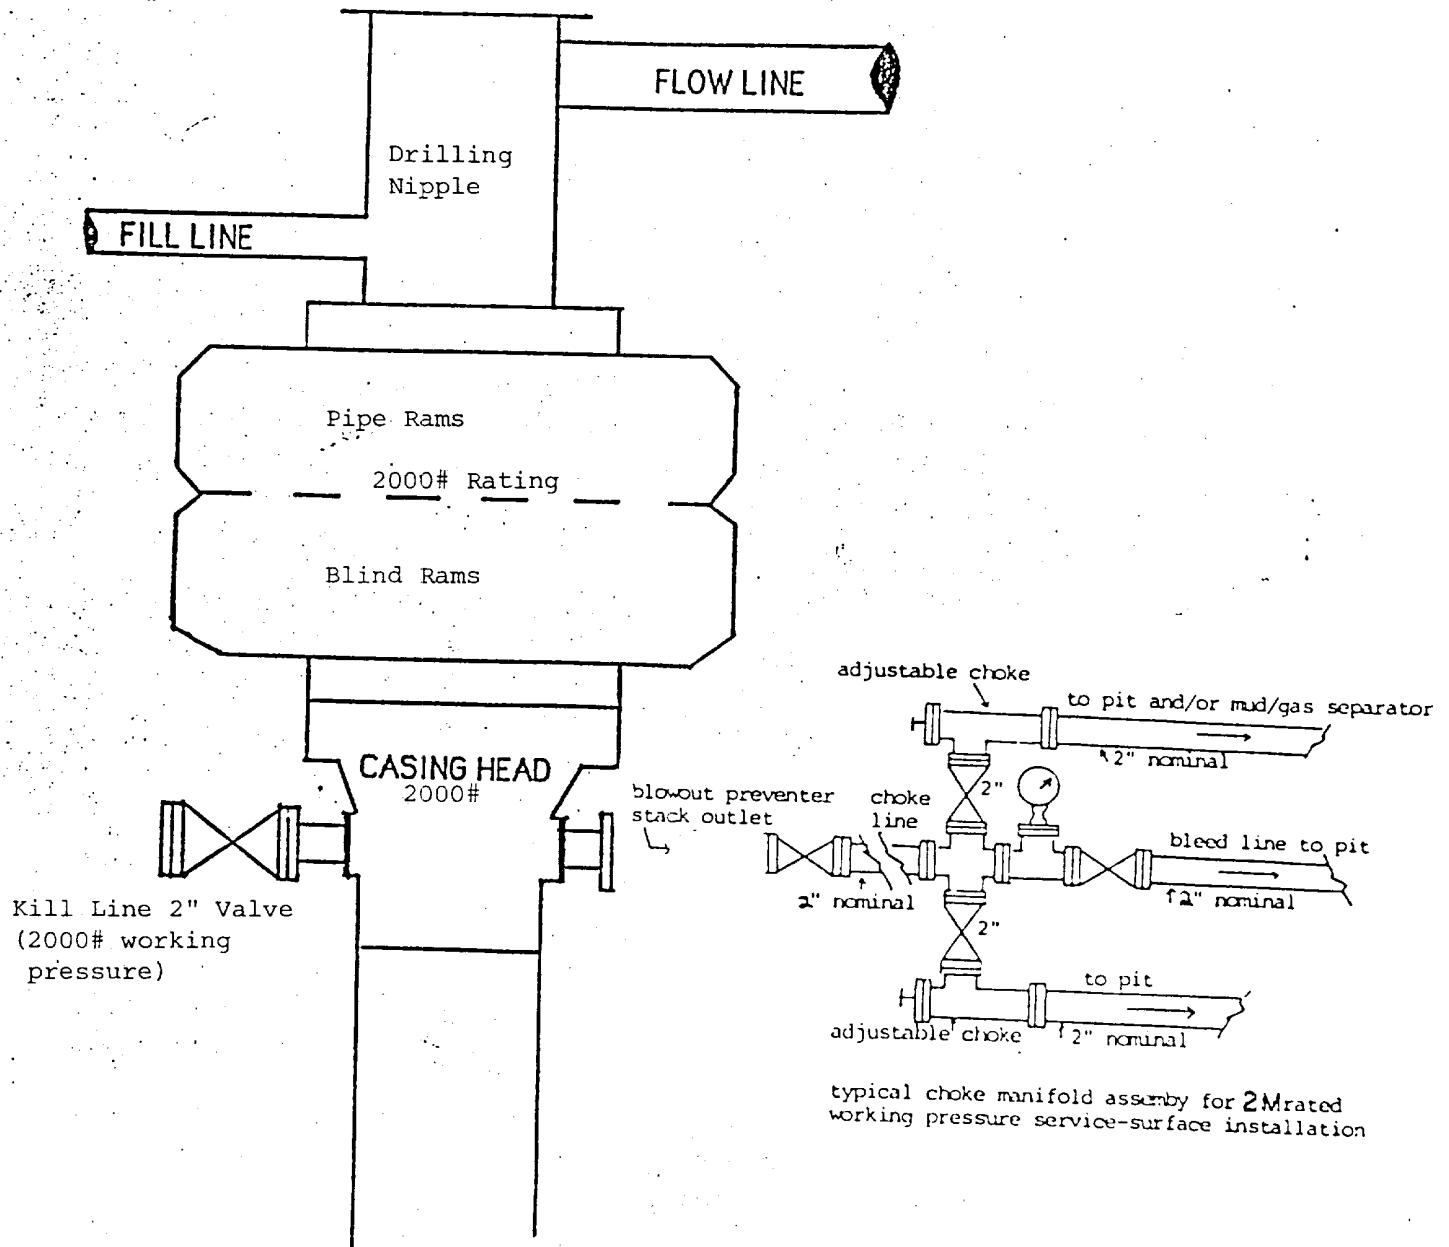 FLOW LINE
Drilling
Nipple
FILL LINE
Pipe Rams
2000# Rating
Blind Rams
CASING HEAD
2000#
Kill Line 2" Valve
(2000# working
pressure)
blowout preventer
stack outlet
choke
line
2" nominal
adjustable choke
to pit and/or mud/gas separator
2" nominal
2"
bleed line to pit
2" nominal
2"
to pit
adjustable choke
2" nominal
typical choke manifold assemby for 2M rated
working pressure service-surface installation